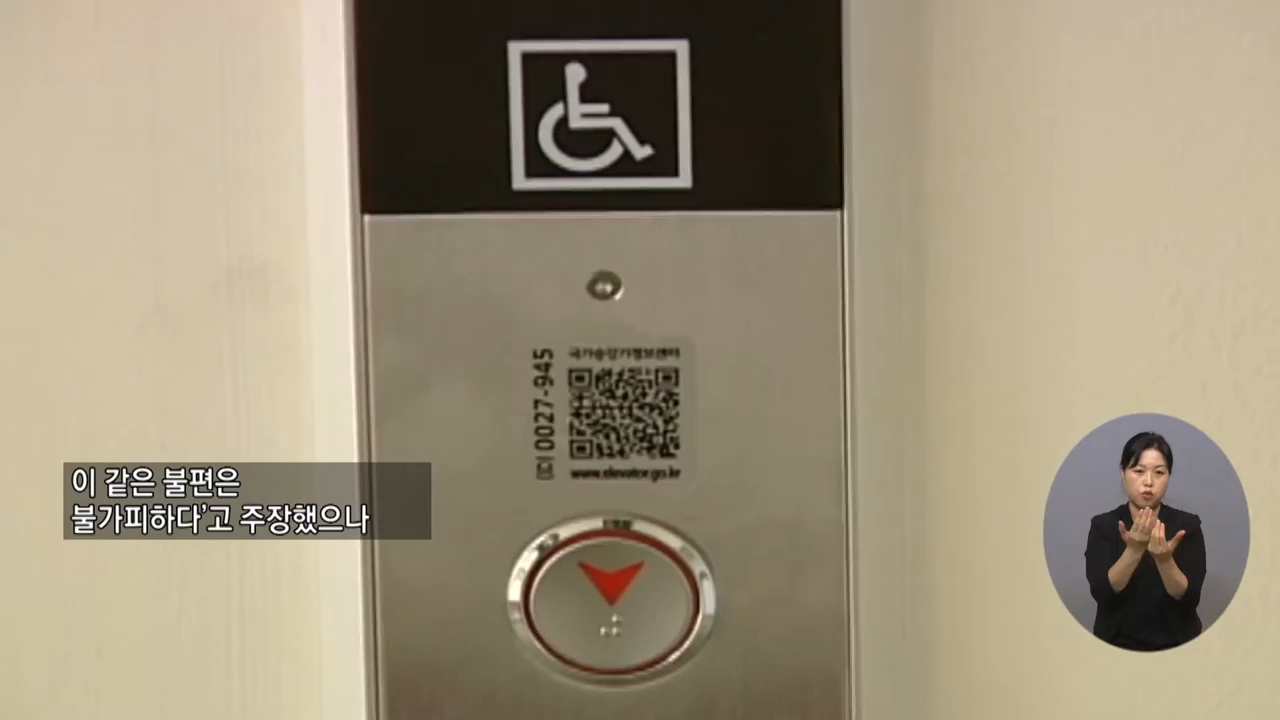 국가승강기정보센터
0027-945
www.elevator.go.kr
이 같은 불편은
불가피하다’고 주장했으나